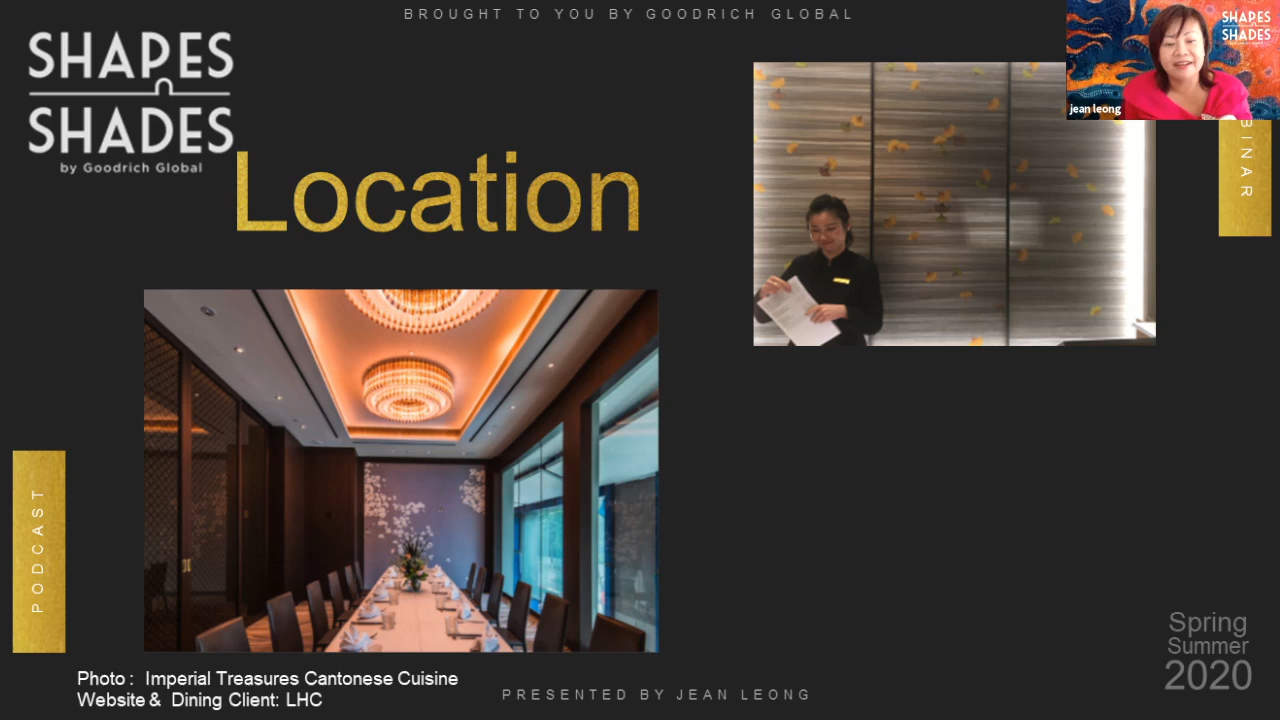 BROUGHT TO YOU BY GOODRICH GLOBAL
SHAPES
n
SHADES
by Goodrich Global
SHAPES
SHADES
jean leong
BINAR
Location
PODCAST
Photo : Imperial Treasures Cantonese Cuisine
Website & Dining Client: LHC
PRESENTED BY JEAN LEONG
Spring
Summer
2020